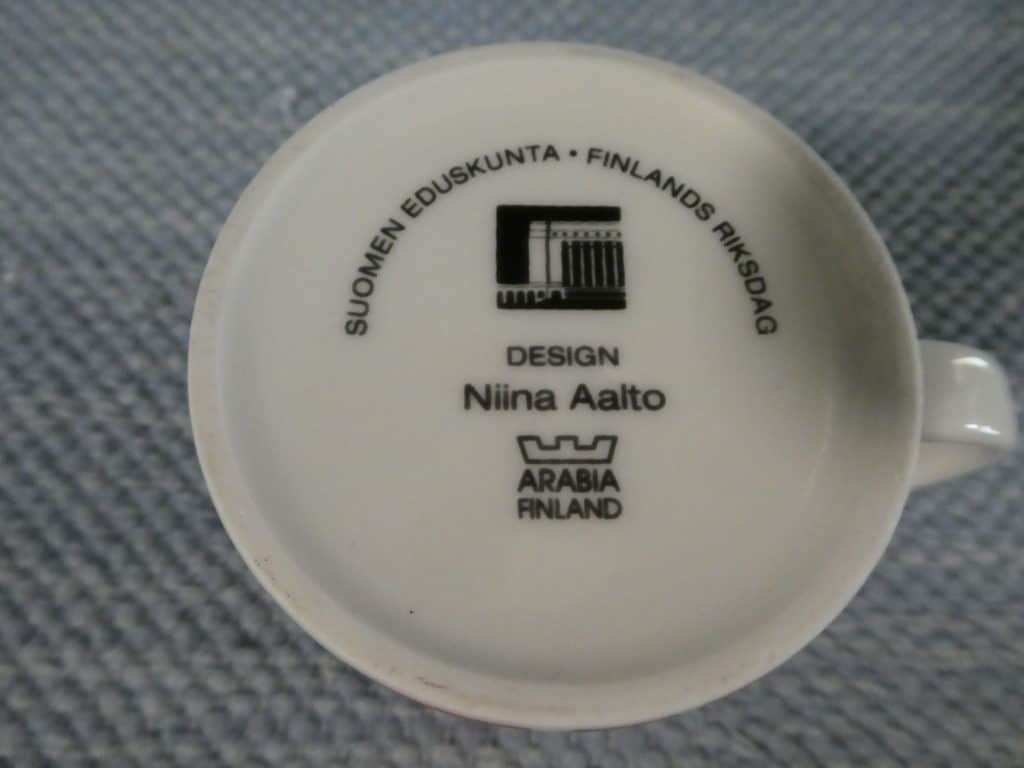 SUOMEN EDUSKUNTA • FINLANDS RIKSDAG
DESIGN
Niina Aalto
ARABIA
FINLAND